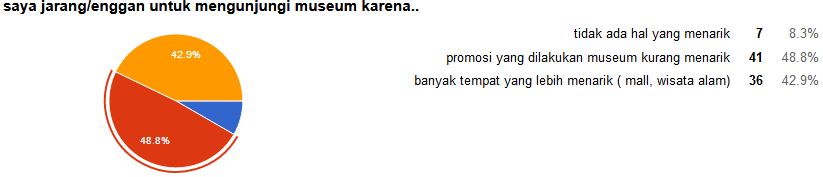 saya jarang/enggan untuk mengunjungi museum karena..
tidak ada hal yang menarik 7 8.3%
promosi yang dilakukan museum kurang menarik 41 48.8%
banyak tempat yang lebih menarik ( mall, wisata alam) 36 42.9%
42.9%
48.8%